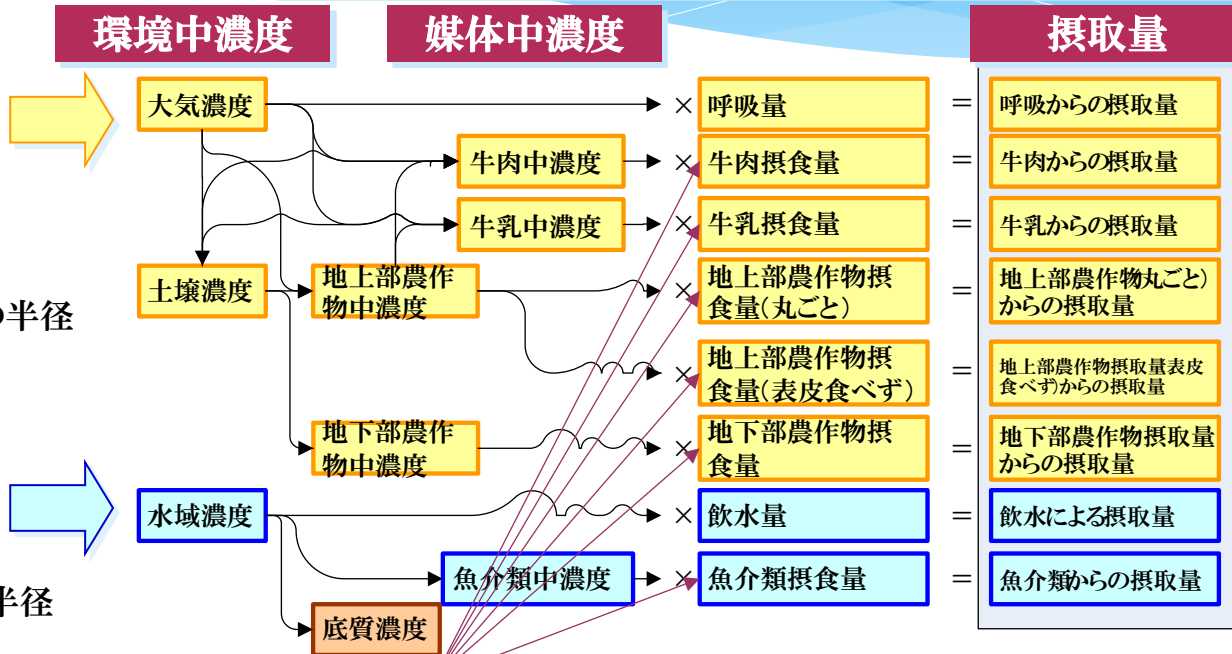 環境中濃度
媒体中濃度
摂取量
大気濃度
× 呼吸量
= 呼吸からの摂取量
牛肉中濃度
× 牛肉摂食量
= 牛肉からの摂取量
牛乳中濃度
× 牛乳摂食量
= 牛乳からの摂取量
土壌濃度
地上部農作
物中濃度
× 地上部農作物摂
食量(丸ごと)
= 地上部農作物丸ごと)
からの摂取量
の半径
× 地上部農作物摂
食量(表皮食べず)
= 地上部農作物摂取量表皮
食べず)からの摂取量
地下部農作
物中濃度
× 地下部農作物摂
食量
= 地下部農作物摂取量
からの摂取量
水域濃度
× 飲水量
= 飲水による摂取量
魚介類中濃度
× 魚介類摂食量
= 魚介類からの摂取量
半径
底質濃度